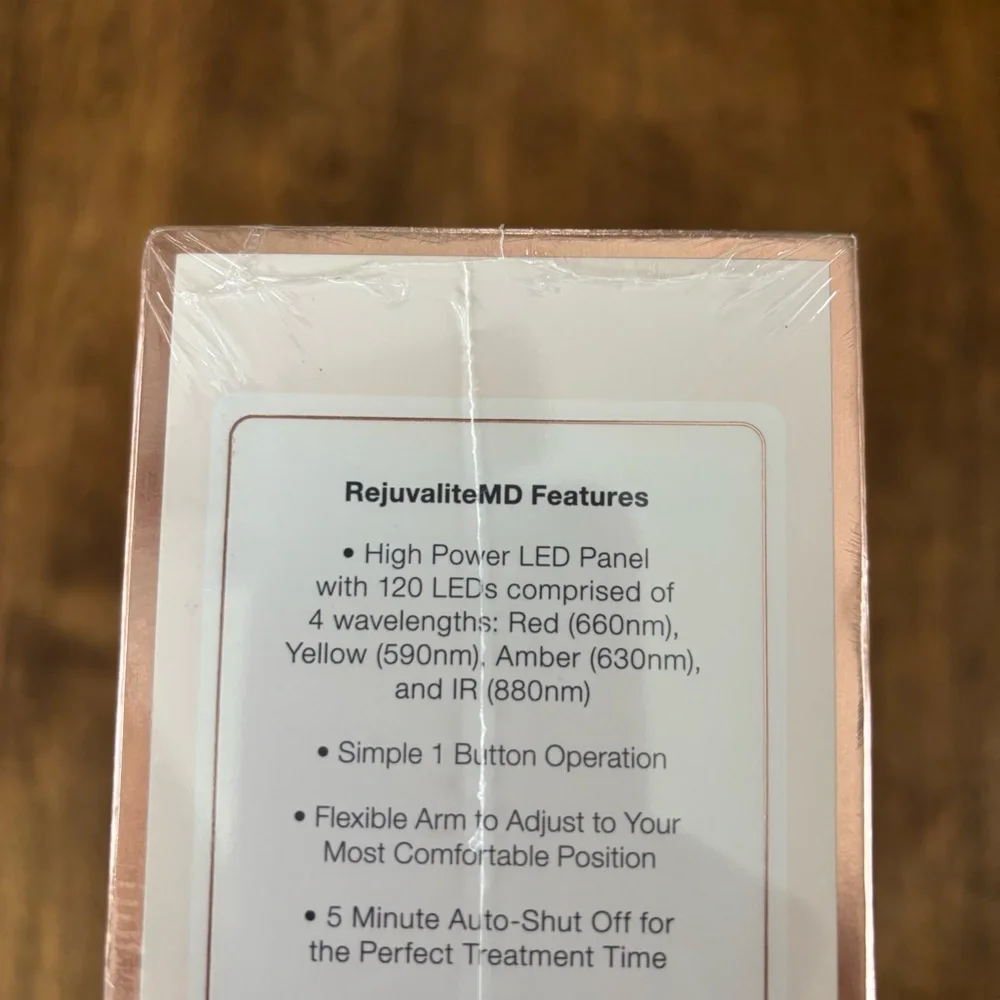 RejuvaliteMD Features
• High Power LED Panel
with 120 LEDs comprised of
4 wavelengths: Red (660nm),
Yellow (590nm), Amber (630nm),
and IR (880nm)
• Simple 1 Button Operation
• Flexible Arm to Adjust to Your
Most Comfortable Position
• 5 Minute Auto-Shut Off for
the Perfect Treatment Time